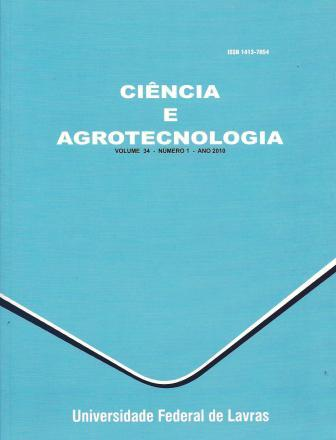 ISSN 1413-7054
CIÊNCIA
E
AGROTECNOLOGIA
VOLUME 34 - NÚMERO 1 - ANO 2010
Universidade Federal de Lavras